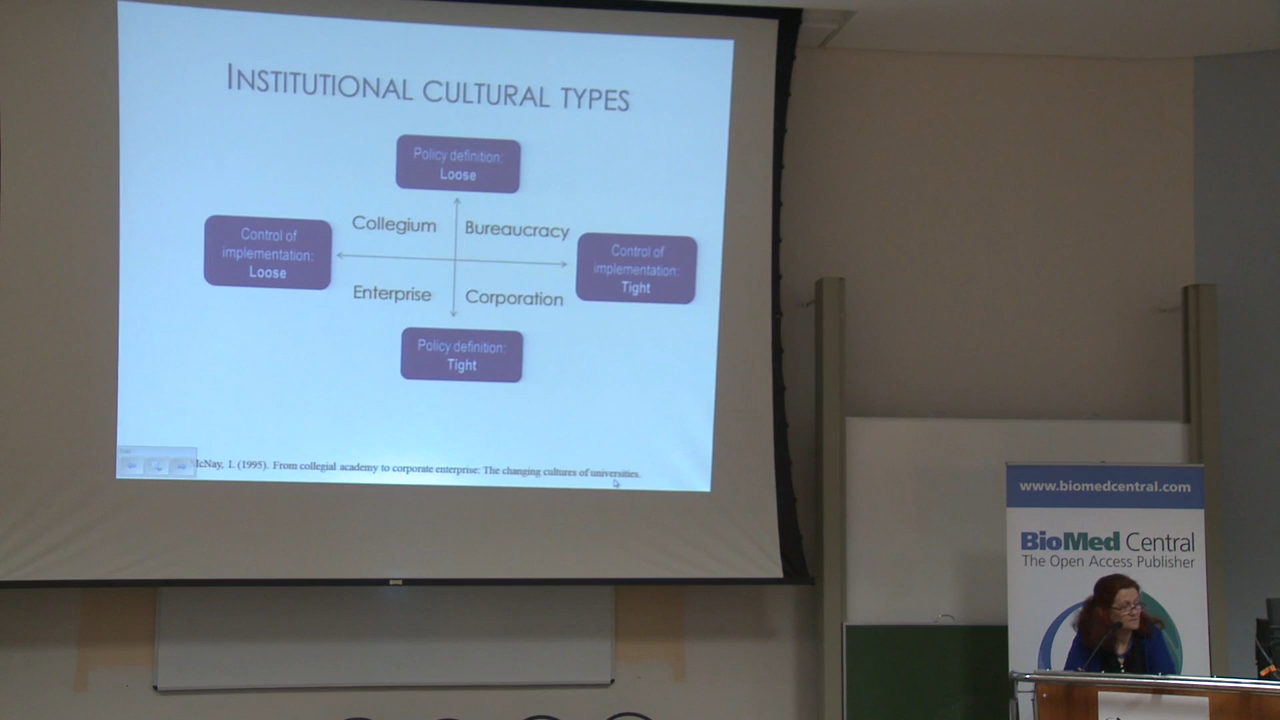 INSTITUTIONAL CULTURAL TYPES
Policy definition:
Loose
Collegium
Bureaucracy
Control of
implementation:
Loose
Control of
implementation:
Tight
Enterprise
Corporation
Policy definition:
Tight
McNay, I. (1995). From collegial academy to corporate enterprise: The changing cultures of universities.
www.biomedcentral.com
BioMed Central
The Open Access Publisher